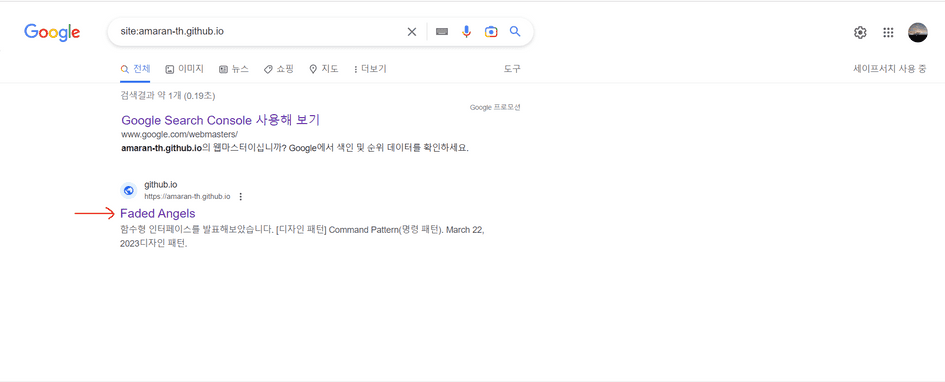 Google
site:amaran-th.github.io
전체
이미지
뉴스
쇼핑
지도
더보기
도구
세이프서치 사용 중
검색결과 약 1개 (0.19초)
Google 프로모션
Google Search Console 사용해 보기
www.google.com/webmasters/
amaran-th.github.io의 웹마스터이십니까? Google에서 색인 및 순위 데이터를 확인하세요.
github.io
https://amaran-th.github.io
Faded Angels
함수형 인터페이스를 발표해보았습니다. [디자인 패턴] Command Pattern(명령 패턴). March 22,
2023디자인 패턴.